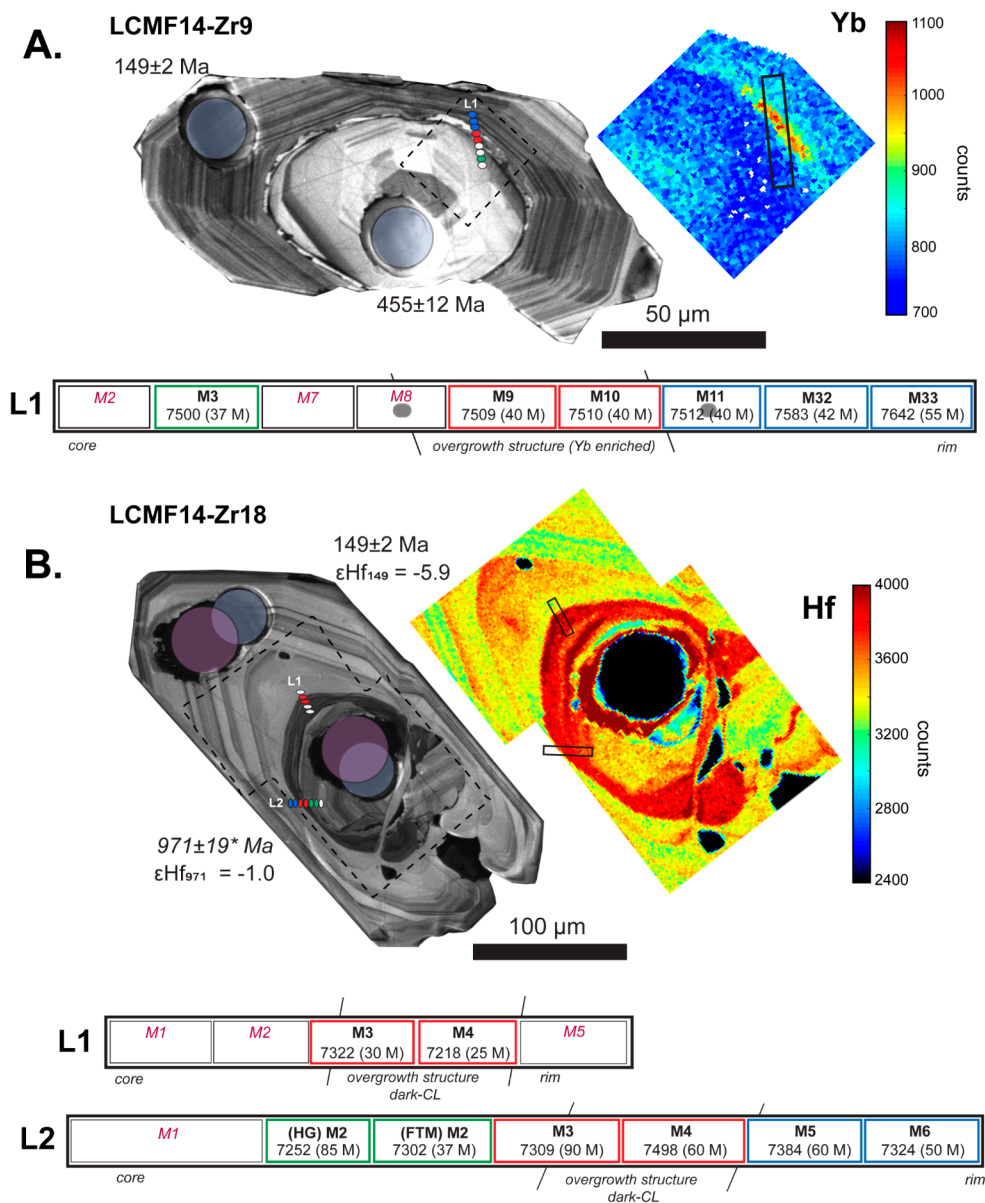 A.
LCMF14-Zr9
149±2 Ma
L1
455±12 Ma
50 µm
Yb
1100
1000
900
800
700
counts
L1
M2
M3
7500 (37 M)
M7
M8
M9
7509 (40 M)
M10
7510 (40 M)
M11
7512 (40 M)
M32
7583 (42 M)
M33
7642 (55 M)
core
overgrowth structure (Yb enriched)
rim
LCMF14-Zr18
B.
149±2 Ma
εHf₁₄₉ = -5.9
L1
L2
971±19* Ma
εHf₉₇₁ = -1.0
100 µm
Hf
4000
3600
3200
2800
2400
counts
L1
M1
M2
M3
7322 (30 M)
M4
7218 (25 M)
M5
core
overgrowth structure
dark-CL
rim
L2
M1
(HG) M2
7252 (85 M)
(FTM) M2
7302 (37 M)
M3
7309 (90 M)
M4
7498 (60 M)
M5
7384 (60 M)
M6
7324 (50 M)
core
overgrowth structure
dark-CL
rim